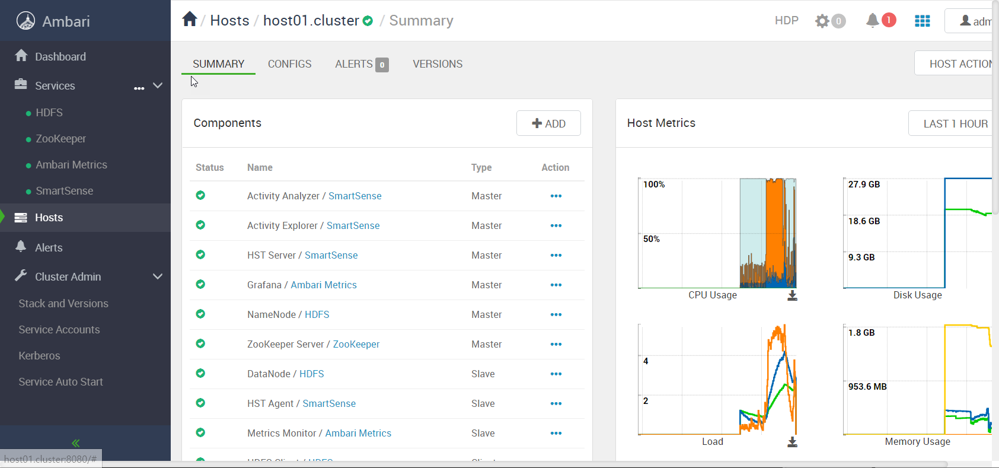 Ambari
/ Hosts / host01.cluster / Summary
HDP
0
1
adm
Dashboard
Services
...
HDFS
ZooKeeper
Ambari Metrics
SmartSense
Hosts
Alerts
Cluster Admin
Stack and Versions
Service Accounts
Kerberos
Service Auto Start
host01.cluster:8080/#
SUMMARY
CONFIGS
ALERTS 0
VERSIONS
HOST ACTION
Components
+ ADD
Status Name Type Action
Activity Analyzer / SmartSense Master ...
Activity Explorer / SmartSense Master ...
HST Server / SmartSense Master ...
Grafana / Ambari Metrics Master ...
NameNode / HDFS Master ...
ZooKeeper Server / ZooKeeper Master ...
DataNode / HDFS Slave ...
HST Agent / SmartSense Slave ...
Metrics Monitor / Ambari Metrics Slave ...
HDFS Client / HDFS Client
Host Metrics
LAST 1 HOUR
100%
50%
CPU Usage
27.9 GB
18.6 GB
9.3 GB
Disk Usage
4
2
Load
1.8 GB
953.6 MB
Memory Usage